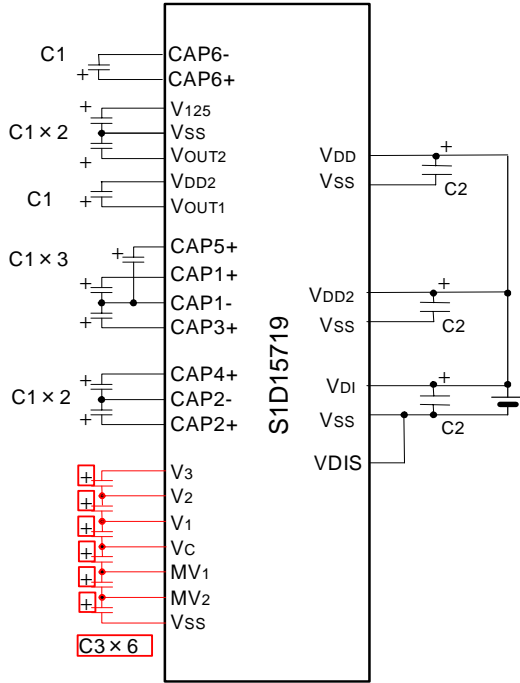 C1
CAP6-
+
CAP6+
+
V125
C1×2
VSS
+
VOUT2
VDD2
C1
+
VOUT1
C1×3
+
CAP5+
+
CAP1+
CAP1-
+
CAP3+
+
CAP4+
C1×2
CAP2-
+
CAP2+
+
V3
+
V2
+
V1
+
VC
+
MV1
+
MV2
VSS
C3×6
S1D15719
VDD
+
VSS
C2
VDD2
+
VSS
C2
VDI
+
VSS
C2
VDIS